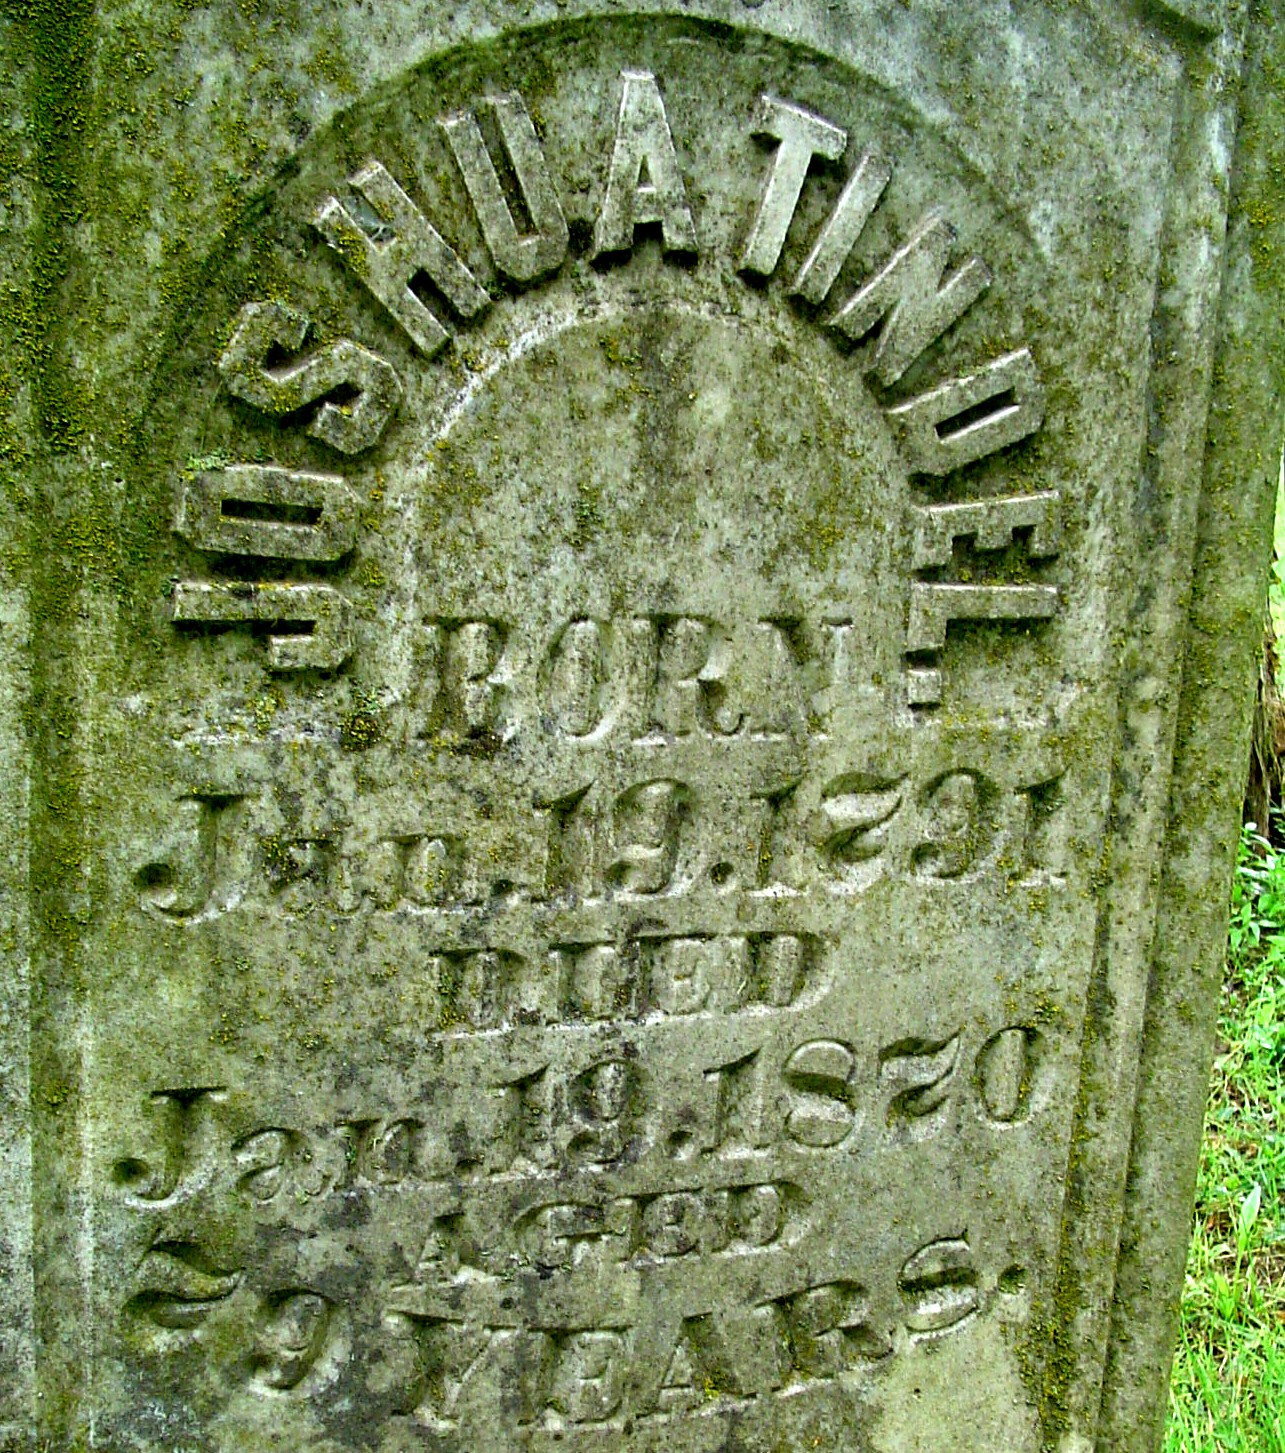 JOSHUA TINDEL.
BORN
Jan. 19. 1791
DIED
Jan 19. 1870
AGED
79 YEARS.